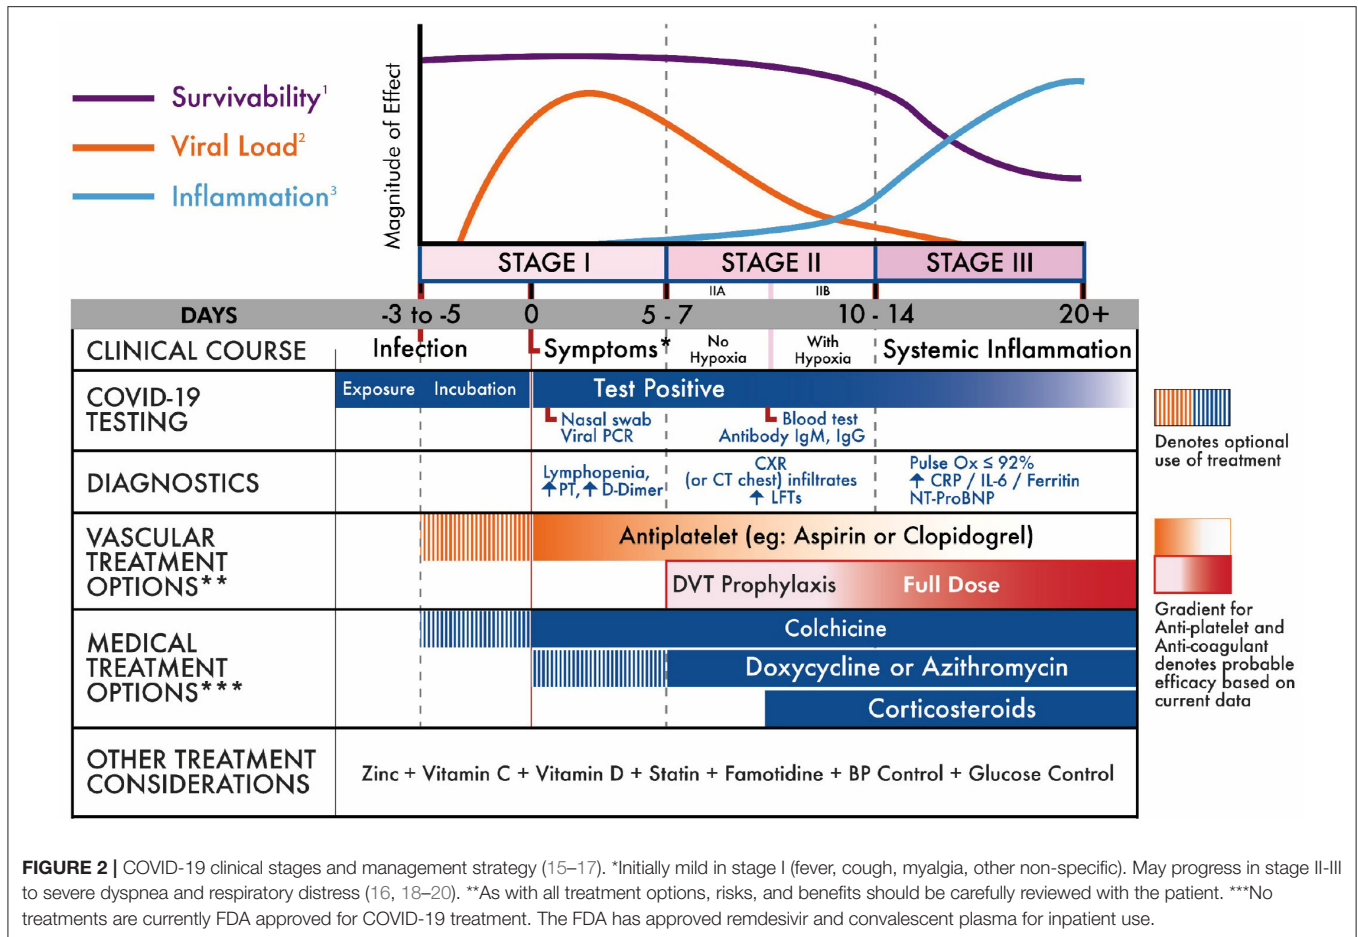 Survivability1
Viral Load2
Inflammation3
Magnitude of Effect
STAGE I
STAGE II
STAGE III
IIA
IIB
DAYS
-3 to -5
0
5 - 7
10 - 14
20+
CLINICAL COURSE
Infection
Symptoms*
No
Hypoxia
With
Hypoxia
Systemic Inflammation
COVID-19
TESTING
Exposure
Incubation
Test Positive
Nasal swab
Viral PCR
Blood test
Antibody IgM, IgG
Denotes optional
use of treatment
DIAGNOSTICS
Lymphopenia,
↑PT, ↑ D-Dimer
CXR
(or CT chest) infiltrates
↑ LFTs
Pulse Ox ≤ 92%
↑ CRP / IL-6 / Ferritin
NT-ProBNP
VASCULAR
TREATMENT
OPTIONS**
Antiplatelet (eg: Aspirin or Clopidogrel)
DVT Prophylaxis
Full Dose
Gradient for
Anti-platelet and
Anti-coagulant
denotes probable
efficacy based on
current data
MEDICAL
TREATMENT
OPTIONS***
Colchicine
Doxycycline or Azithromycin
Corticosteroids
OTHER TREATMENT
CONSIDERATIONS
Zinc + Vitamin C + Vitamin D + Statin + Famotidine + BP Control + Glucose Control
FIGURE 2 | COVID-19 clinical stages and management strategy (15–17). *Initially mild in stage I (fever, cough, myalgia, other non-specific). May progress in stage II-III
to severe dyspnea and respiratory distress (16, 18–20). **As with all treatment options, risks, and benefits should be carefully reviewed with the patient. ***No
treatments are currently FDA approved for COVID-19 treatment. The FDA has approved remdesivir and convalescent plasma for inpatient use.